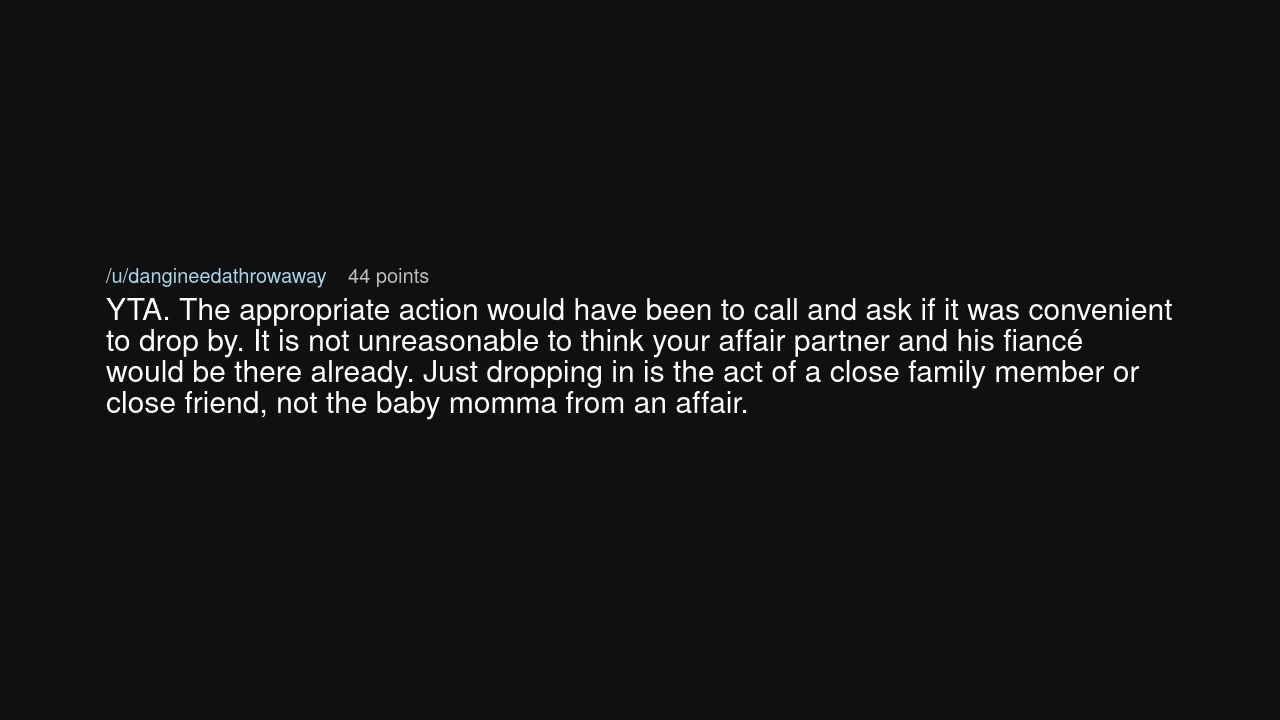 /u/dangineedathrowaway 44 points
YTA. The appropriate action would have been to call and ask if it was convenient
to drop by. It is not unreasonable to think your affair partner and his fiancé
would be there already. Just dropping in is the act of a close family member or
close friend, not the baby momma from an affair.